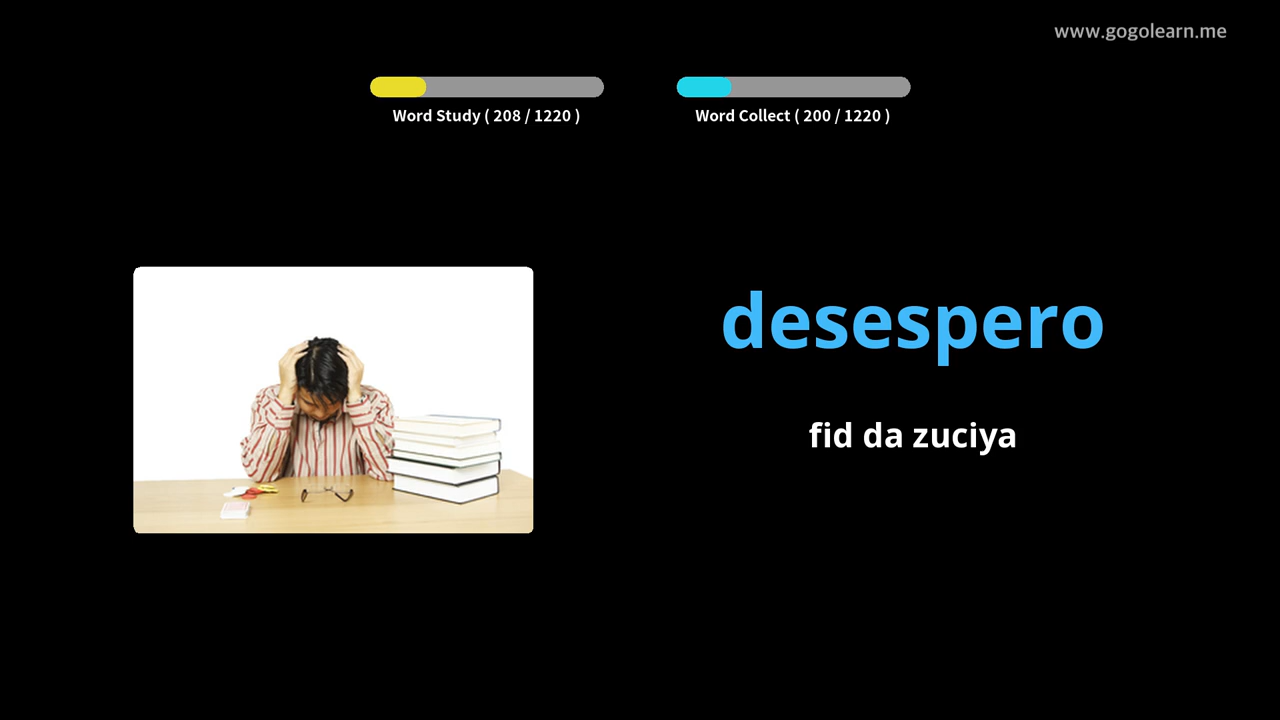 www.gogolearn.me
Word Study ( 208 / 1220 )
Word Collect ( 200 / 1220 )
desespero
fid da zuciya